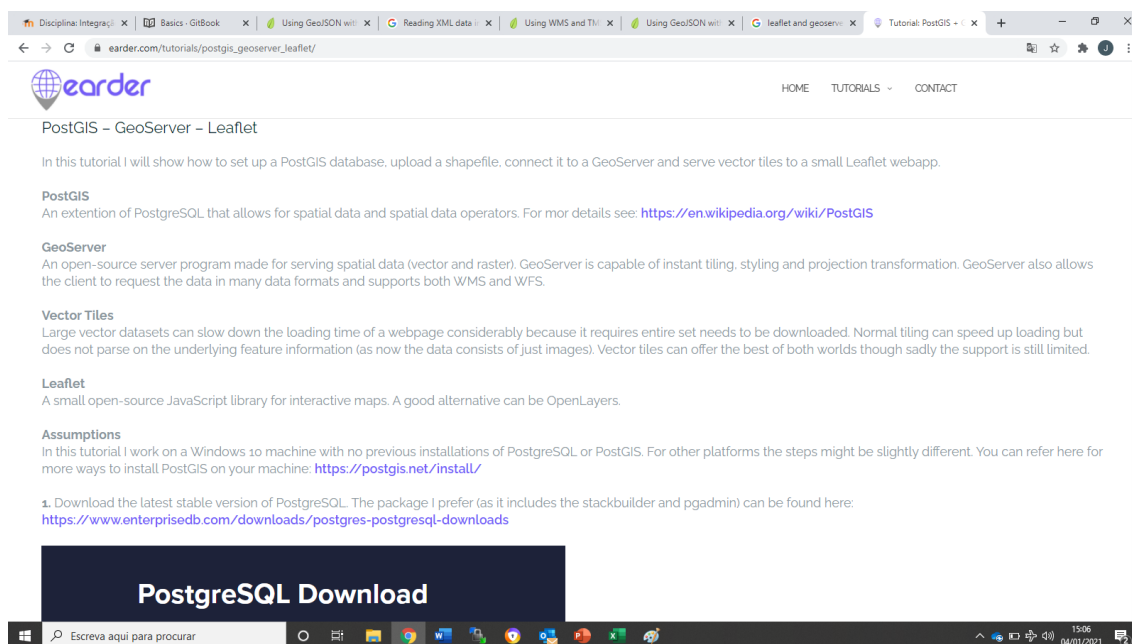 Disciplina: Integraçã
Basics · GitBook
Using GeoJSON with
Reading XML data in
Using WMS and TM
Using GeoJSON with
leaflet and geoserve
Tutorial: PostGIS +
earder.com/tutorials/postgis_geoserver_leaflet/
J
earder
HOME TUTORIALS CONTACT
PostGIS – GeoServer – Leaflet
In this tutorial I will show how to set up a PostGIS database, upload a shapefile, connect it to a GeoServer and serve vector tiles to a small Leaflet webapp.
PostGIS
An extention of PostgreSQL that allows for spatial data and spatial data operators. For mor details see: https://en.wikipedia.org/wiki/PostGIS
GeoServer
An open-source server program made for serving spatial data (vector and raster). GeoServer is capable of instant tiling, styling and projection transformation. GeoServer also allows
the client to request the data in many data formats and supports both WMS and WFS.
Vector Tiles
Large vector datasets can slow down the loading time of a webpage considerably because it requires entire set needs to be downloaded. Normal tiling can speed up loading but
does not parse on the underlying feature information (as now the data consists of just images). Vector tiles can offer the best of both worlds though sadly the support is still limited.
Leaflet
A small open-source JavaScript library for interactive maps. A good alternative can be OpenLayers.
Assumptions
In this tutorial I work on a Windows 10 machine with no previous installations of PostgreSQL or PostGIS. For other platforms the steps might be slightly different. You can refer here for
more ways to install PostGIS on your machine: https://postgis.net/install/
1. Download the latest stable version of PostgreSQL. The package I prefer (as it includes the stackbuilder and pgadmin) can be found here:
https://www.enterprisedb.com/downloads/postgres-postgresql-downloads
PostgreSQL Download
Escreva aqui para procurar
15:06
04/01/2021
2